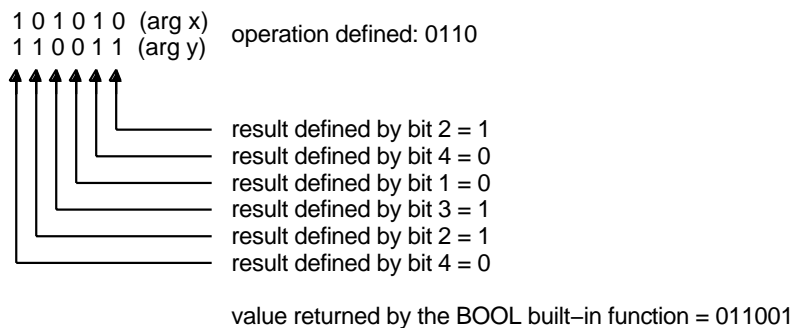 1 0 1 0 1 0 (arg x)
1 1 0 0 1 1 (arg y)
operation defined: 0110
result defined by bit 2 = 1
result defined by bit 4 = 0
result defined by bit 1 = 0
result defined by bit 3 = 1
result defined by bit 2 = 1
result defined by bit 4 = 0
value returned by the BOOL built−in function = 011001